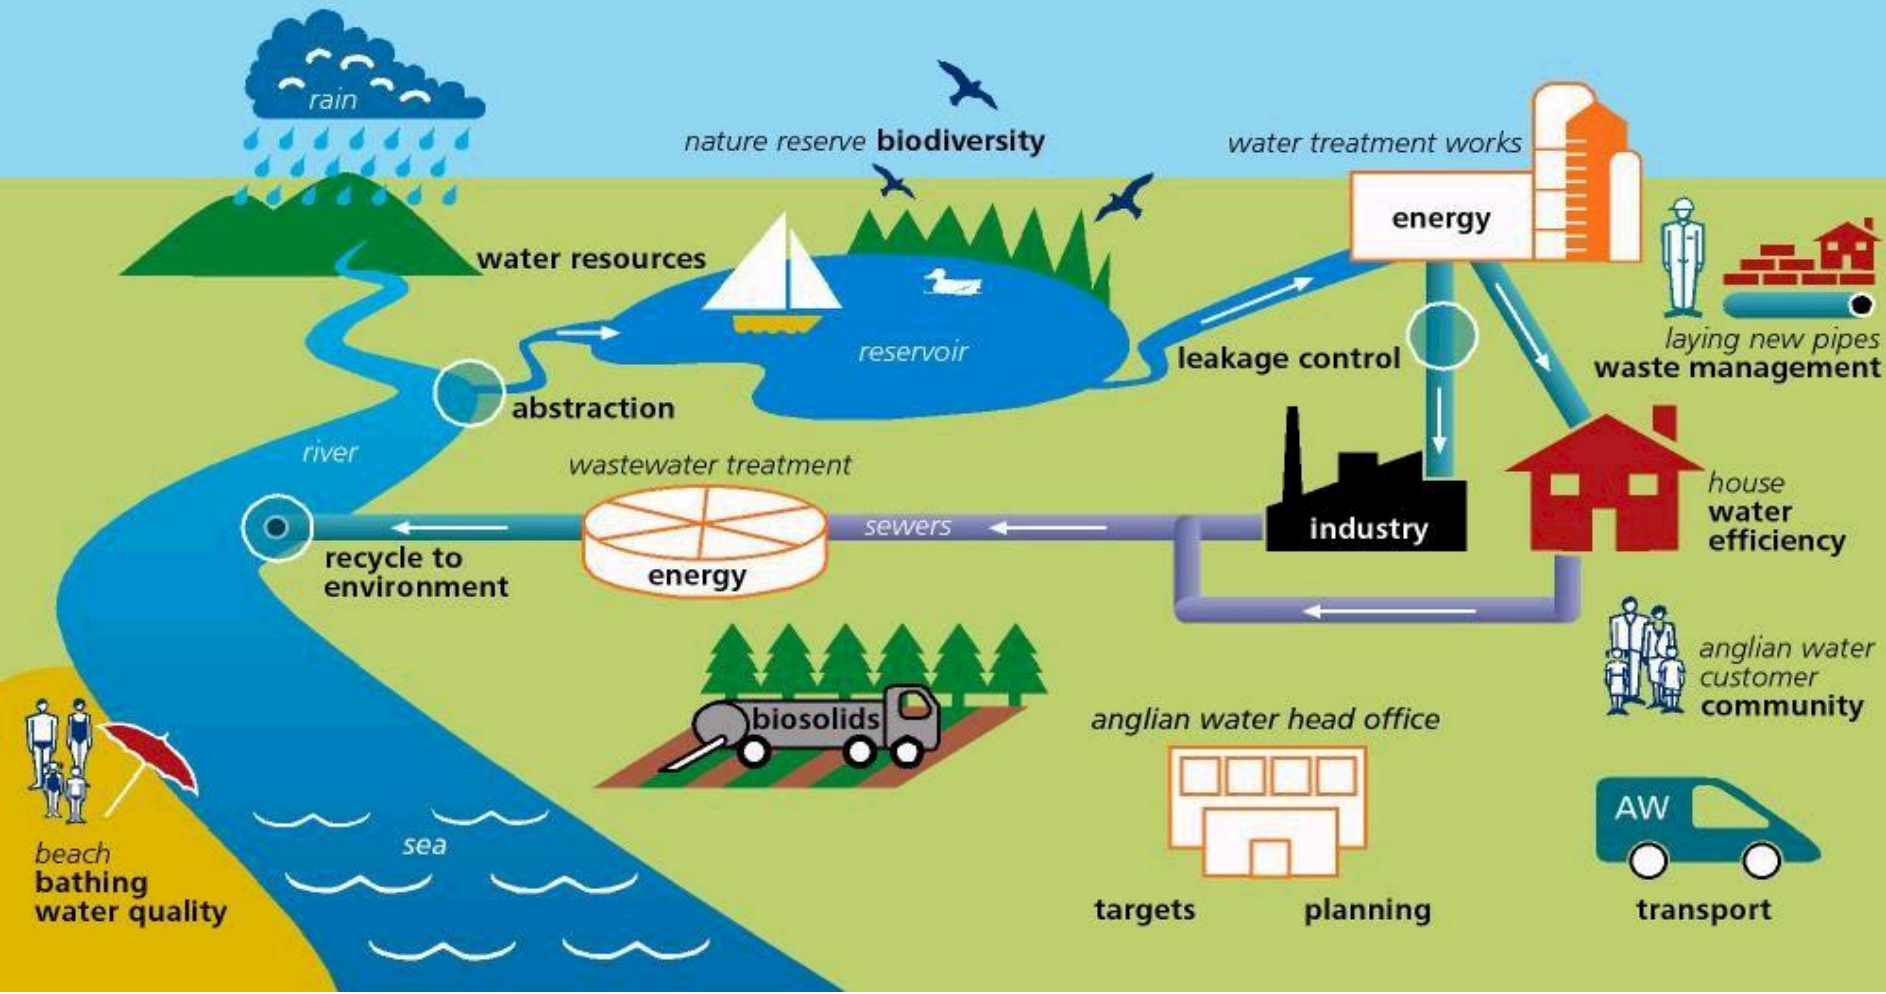 rain
nature reserve biodiversity
water treatment works
energy
water resources
reservoir
laying new pipes
waste management
leakage control
abstraction
river
wastewater treatment
sewers
industry
house
water
efficiency
recycle to
environment
energy
anglian water
customer
community
biosolids
anglian water head office
AW
sea
beach
bathing
water quality
targets
planning
transport